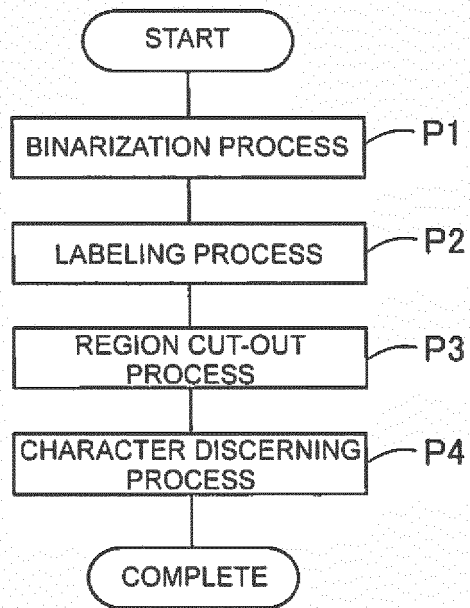 START
BINARIZATION PROCESS
P1
LABELING PROCESS
P2
REGION CUT-OUT
PROCESS
P3
CHARACTER DISCERNING
PROCESS
P4
COMPLETE